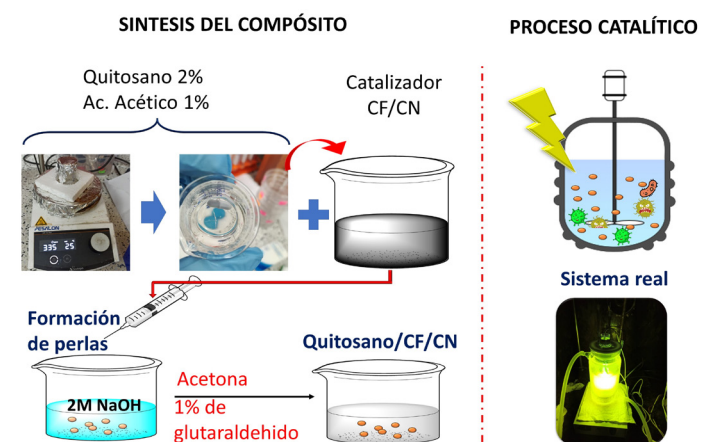 SINTESIS DEL COMPÓSITO
PROCESO CATALÍTICO
Quitosano 2%
Ac. Acético 1%
Catalizador
CF/CN
335
25
Sistema real
Formación
de perlas
Quitosano/CF/CN
2M NaOH
Acetona
1% de
glutaraldehido